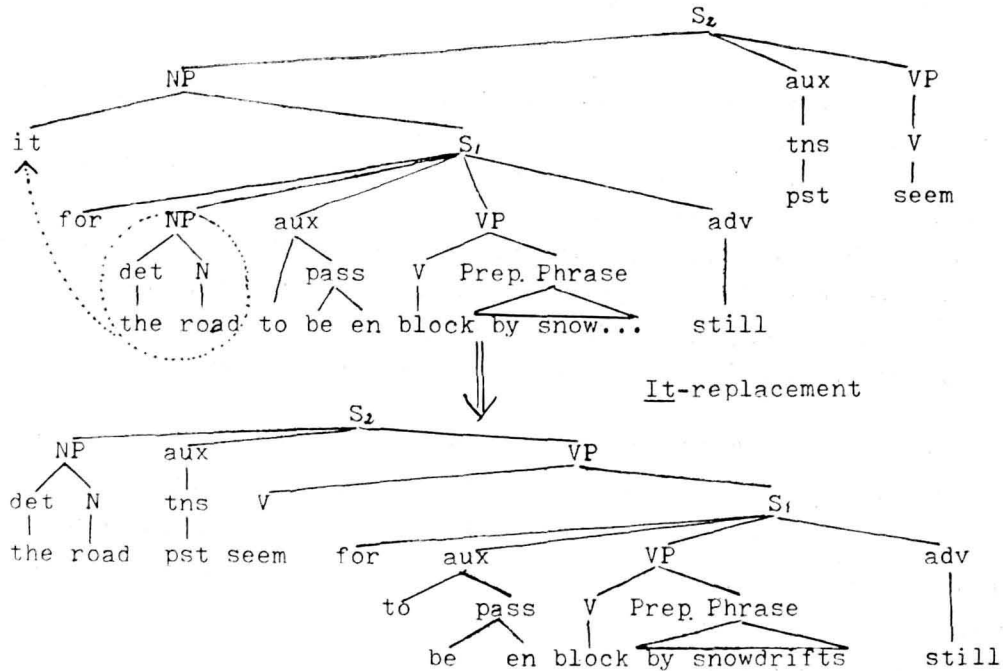 S₂
NP aux VP
it S₁ tns V
for NP aux VP adv pst seem
det N pass V Prep. Phrase
the road to be en block by snow... still
It-replacement
S₂
NP aux VP
det N tns V S₁
the road pst seem for aux VP adv
to pass V Prep. Phrase
be en block by snowdrifts still